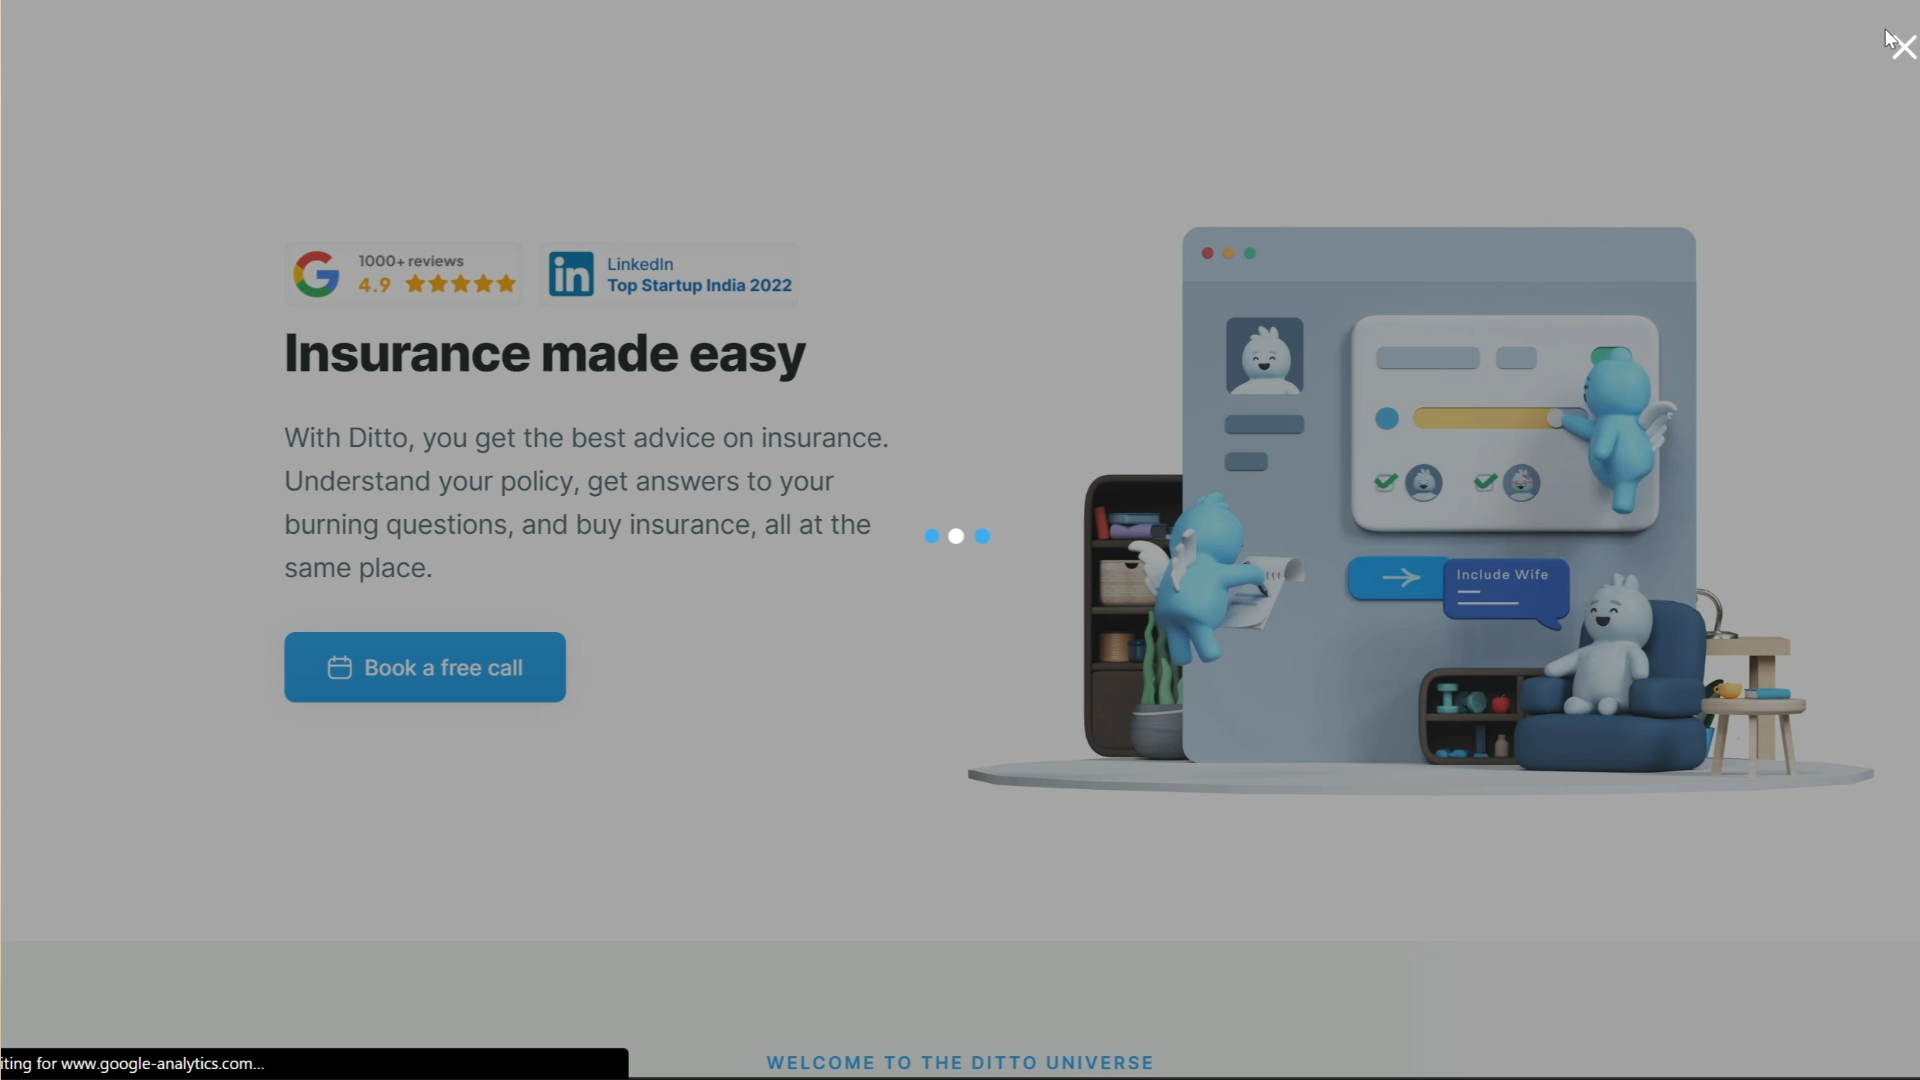 1000+ reviews
4.9
LinkedIn
Top Startup India 2022
Insurance made easy
With Ditto, you get the best advice on insurance.
Understand your policy, get answers to your
burning questions, and buy insurance, all at the
same place.
Book a free call
Include Wife
WELCOME TO THE DITTO UNIVERSE
iting for www.google-analytics.com...